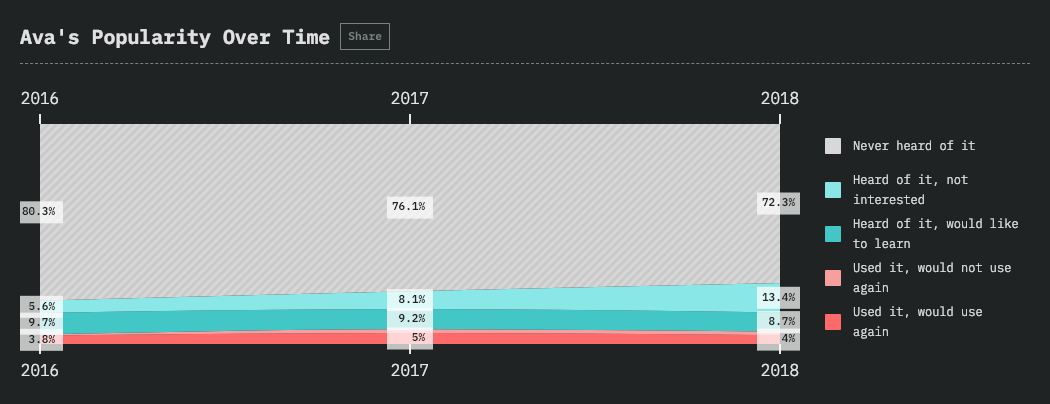 Ava's Popularity Over Time Share
2016 2017 2018
Never heard of it
Heard of it, not
interested
Heard of it, would like
to learn
Used it, would not use
again
Used it, would use
again
80.3% 76.1% 72.3%
5.6% 8.1% 13.4%
9.7% 9.2% 8.7%
3.8% 5% 4%
2016 2017 2018